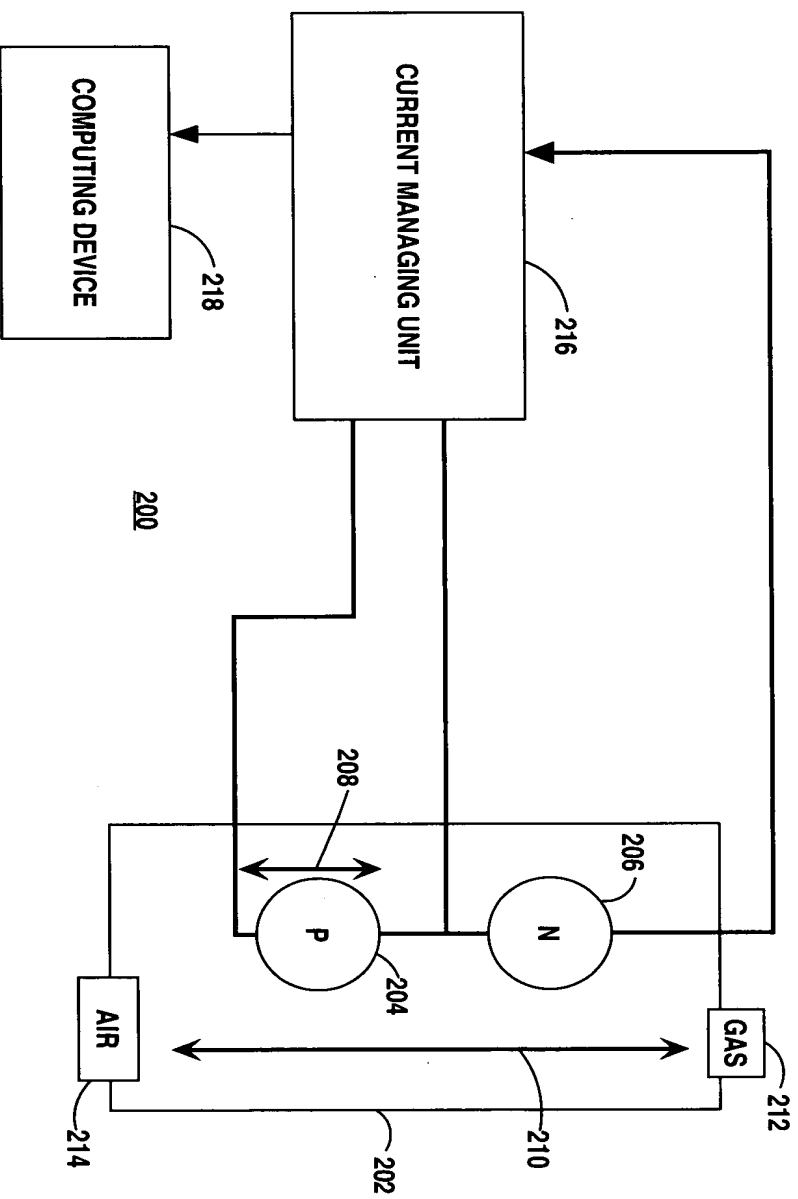 212
GAS
206
216
N
210
CURRENT MANAGING UNIT
204
202
208
P
218
200
AIR
COMPUTING DEVICE
214